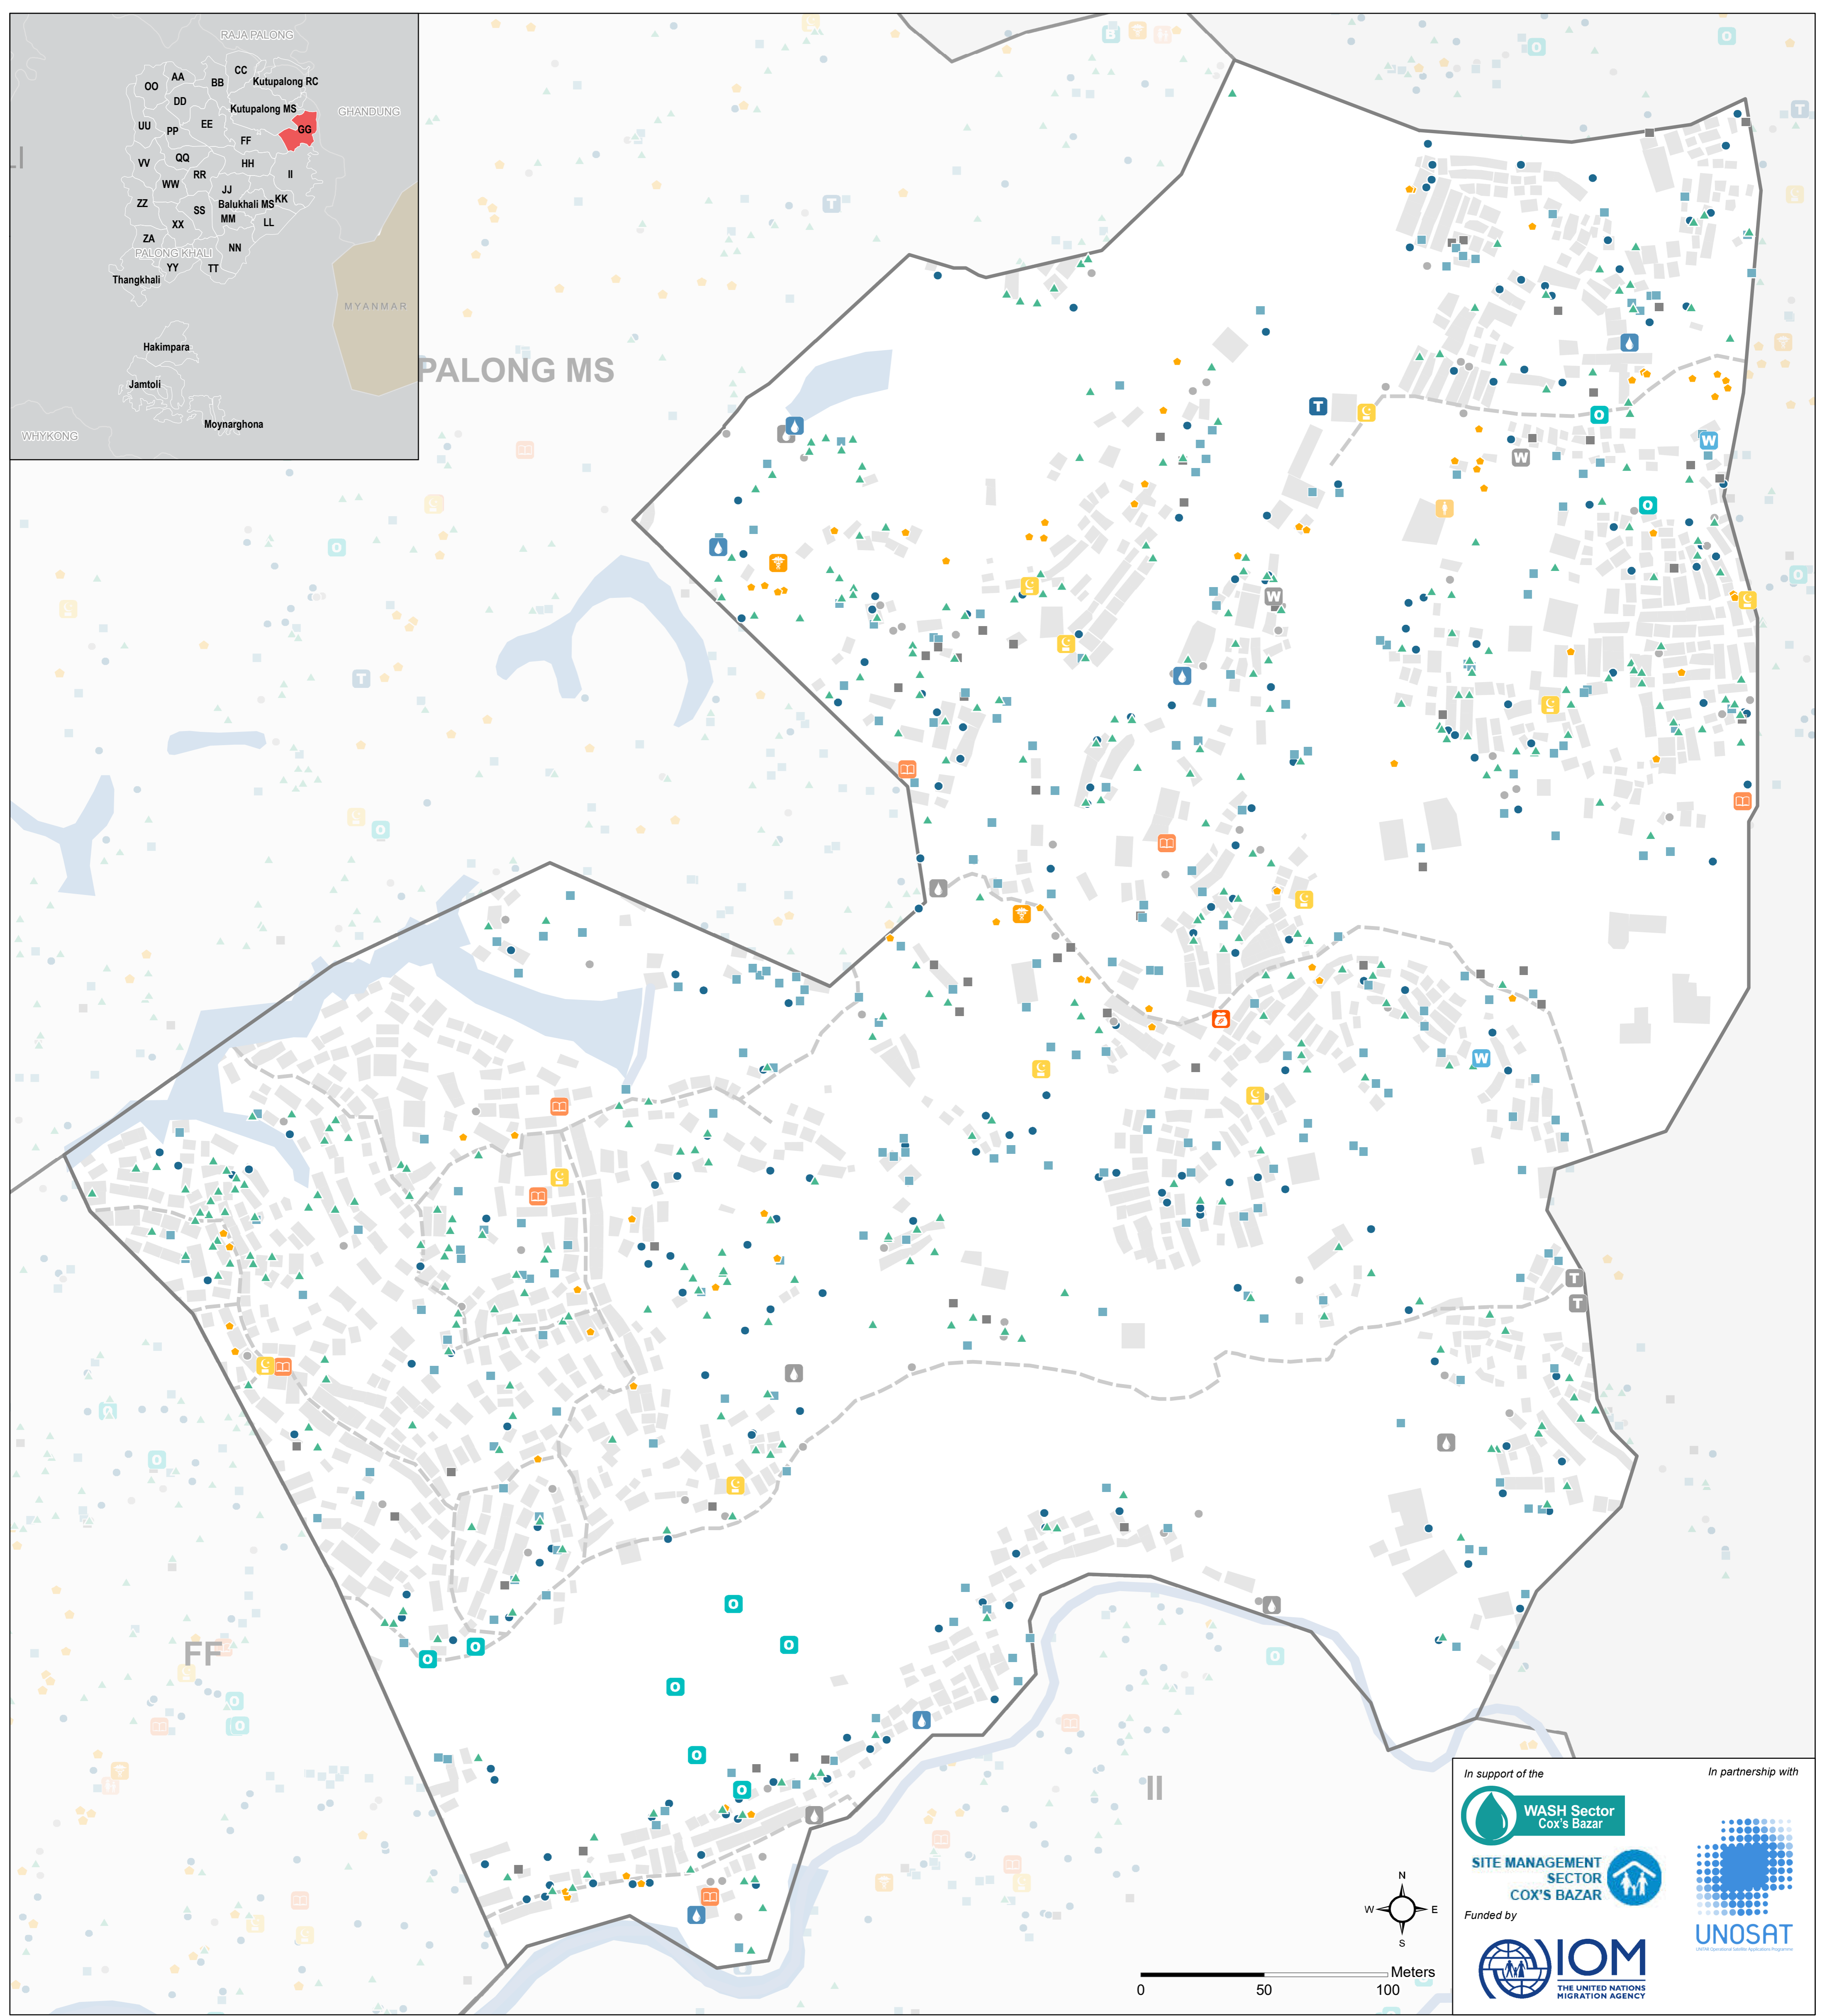 RAJA PALONG
CC
AA
BB
Kutupalong RC
OO
DD
Kutupalong MS
GHANDUNG
UU
PP
EE
GG
FF
LI
VV
QQ
HH
RR
II
WW
JJ
ZZ
SS
Balukhali MS
KK
XX
MM
LL
ZA
NN
PALONG KHALI
YY
TT
Thangkhali
MYANMAR
Hakimpara
Jamtoli
Moynarghona
WHYKONG
PALONG MS
FF
II
In support of the
In partnership with
WASH Sector
Cox's Bazar
SITE MANAGEMENT
SECTOR
COX'S BAZAR
Funded by
UNOSAT
IOM
THE UNITED NATIONS
MIGRATION AGENCY
N
W
E
S
Meters
0
50
100